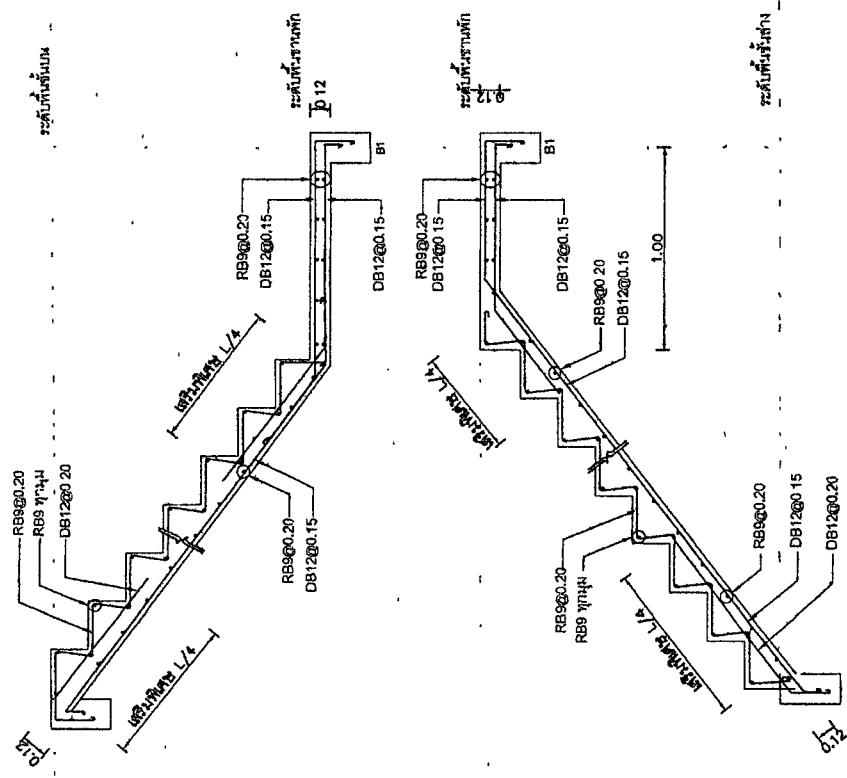 ระดับพื้นชั้นบน
ระดับพื้นชานพัก
0.12
ระดับพื้นชานพัก
0.12
ระดับพื้นชั้นล่าง
B1
B1
RB9@0.20
DB12@0.15
DB12@0.15
RB9@0.20
DB12@0.15
DB12@0.15
1.00
เสริมพิเศษ L/4
RB9@0.20
DB12@0.15
เสริมพิเศษ L/4
RB9@0.20
RB9 ทุกมุม
DB12@0.20
RB9@0.20
DB12@0.15
RB9@0.20
RB9 ทุกมุม
RB9@0.20
DB12@0.15
DB12@0.20
เสริมพิเศษ L/4
เสริมพิเศษ L/4
0.12
0.12